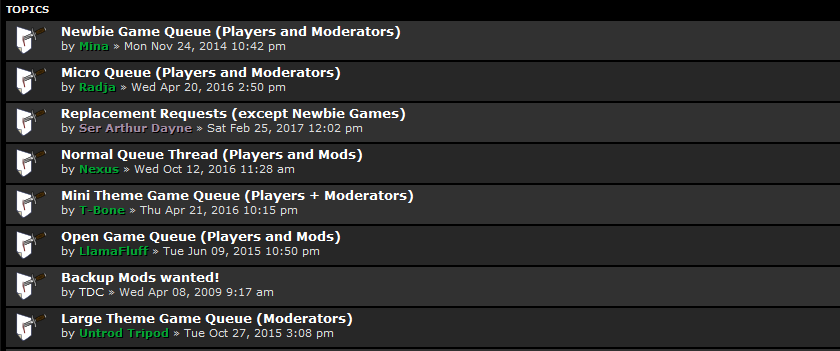 TOPICS
Newbie Game Queue (Players and Moderators)
by Mina » Mon Nov 24, 2014 10:42 pm
Micro Queue (Players and Moderators)
by Radja » Wed Apr 20, 2016 2:50 pm
Replacement Requests (except Newbie Games)
by Ser Arthur Dayne » Sat Feb 25, 2017 12:02 pm
Normal Queue Thread (Players and Mods)
by Nexus » Wed Oct 12, 2016 11:28 am
Mini Theme Game Queue (Players + Moderators)
by T-Bone » Thu Apr 21, 2016 10:15 pm
Open Game Queue (Players and Mods)
by LlamaFluff » Tue Jun 09, 2015 10:50 pm
Backup Mods wanted!
by TDC » Wed Apr 08, 2009 9:17 am
Large Theme Game Queue (Moderators)
by Untrod Tripod » Tue Oct 27, 2015 3:08 pm